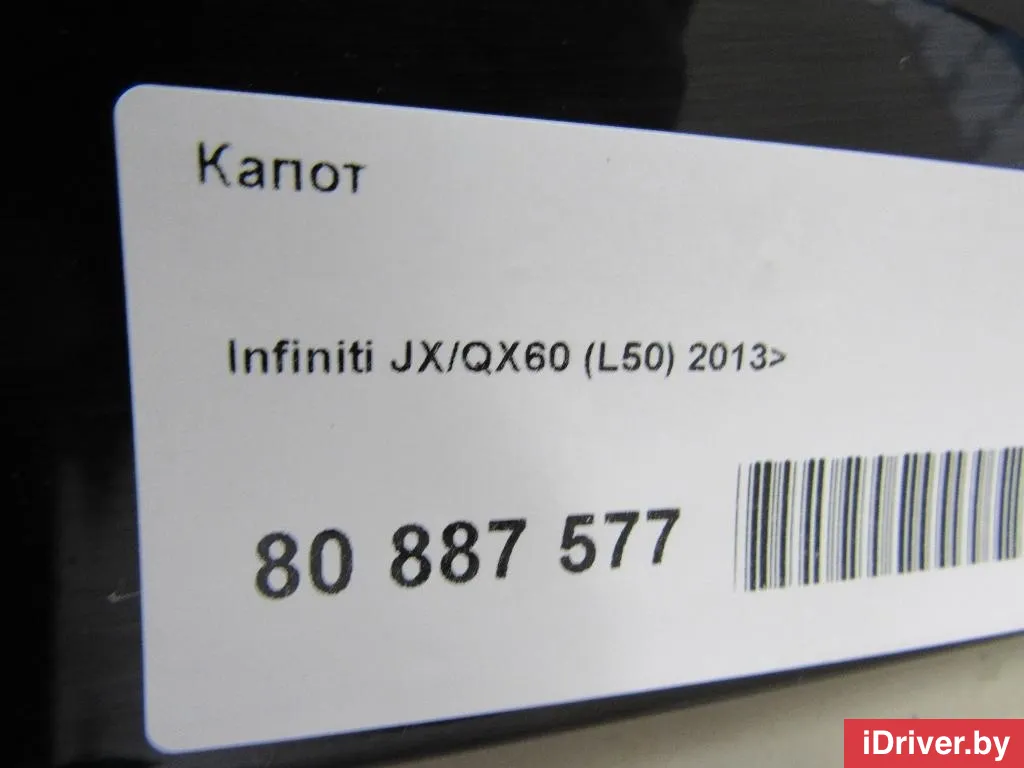 Капот
Infiniti JX/QX60 (L50) 2013>
80 887 577
iDriver.by